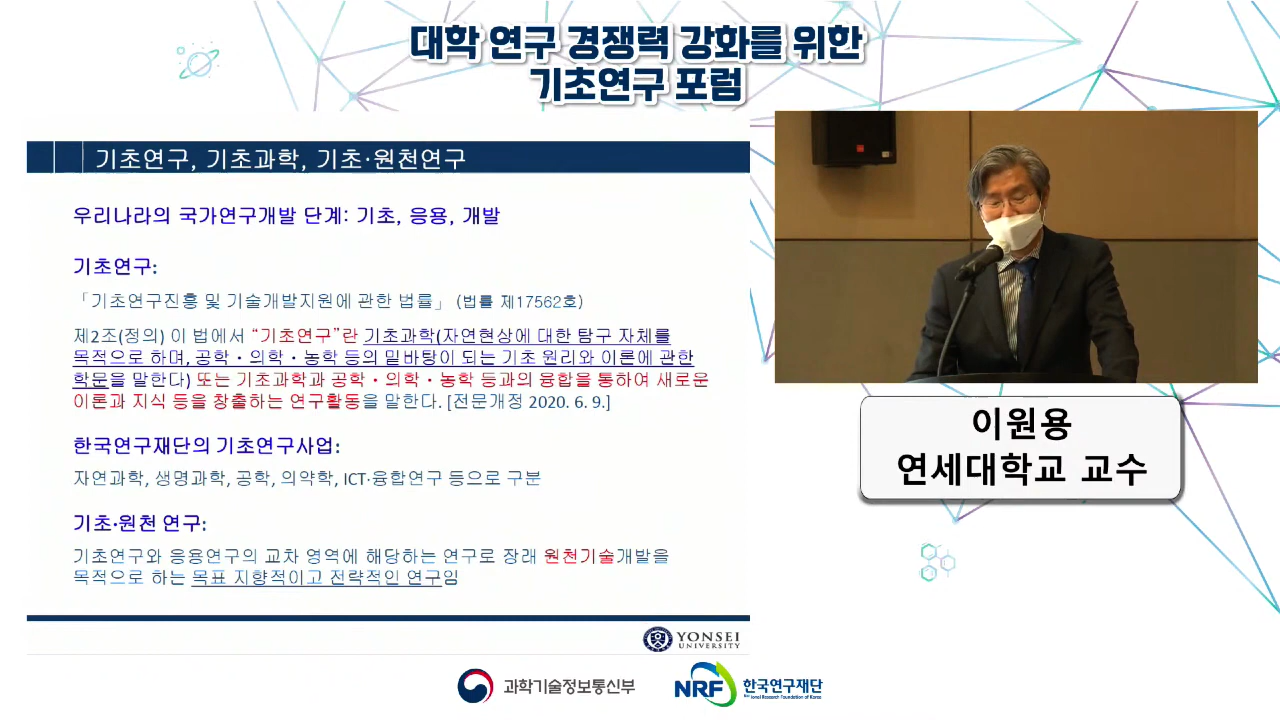 대학 연구 경쟁력 강화를 위한
기초연구 포럼
기초연구, 기초과학, 기초·원천연구
우리나라의 국가연구개발 단계: 기초, 응용, 개발
기초연구:
「기초연구진흥 및 기술개발지원에 관한 법률」 (법률 제17562호)
제2조(정의) 이 법에서 “기초연구”란 기초과학(자연현상에 대한 탐구 자체를
목적으로 하며, 공학・의학・농학 등의 밑바탕이 되는 기초 원리와 이론에 관한
학문을 말한다) 또는 기초과학과 공학・의학・농학 등과의 융합을 통하여 새로운
이론과 지식 등을 창출하는 연구활동을 말한다. [전문개정 2020. 6. 9.]
한국연구재단의 기초연구사업:
자연과학, 생명과학, 공학, 의약학, ICT·융합연구 등으로 구분
기초·원천 연구:
기초연구와 응용연구의 교차 영역에 해당하는 연구로 장래 원천기술개발을
목적으로 하는 목표 지향적이고 전략적인 연구임
YONSEI
UNIVERSITY
이원용
연세대학교 교수
과학기술정보통신부
NRF 한국연구재단
National Research Foundation of Korea